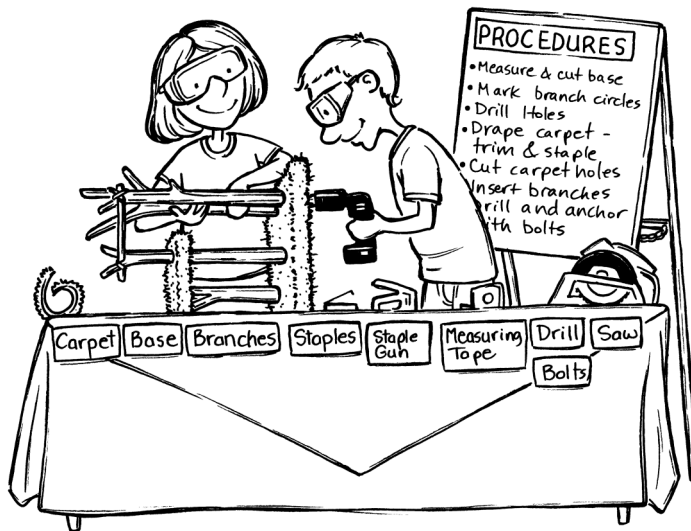 PROCEDURES
• Measure & cut base
• Mark branch circles
• Drill Holes
• Drape carpet -
trim & staple
• Cut carpet holes
Insert branches
rill and anchor
ith bolts
Carpet
Base
Branches
Staples
Staple
Gun
Measuring
Tape
Drill
Saw
Bolts